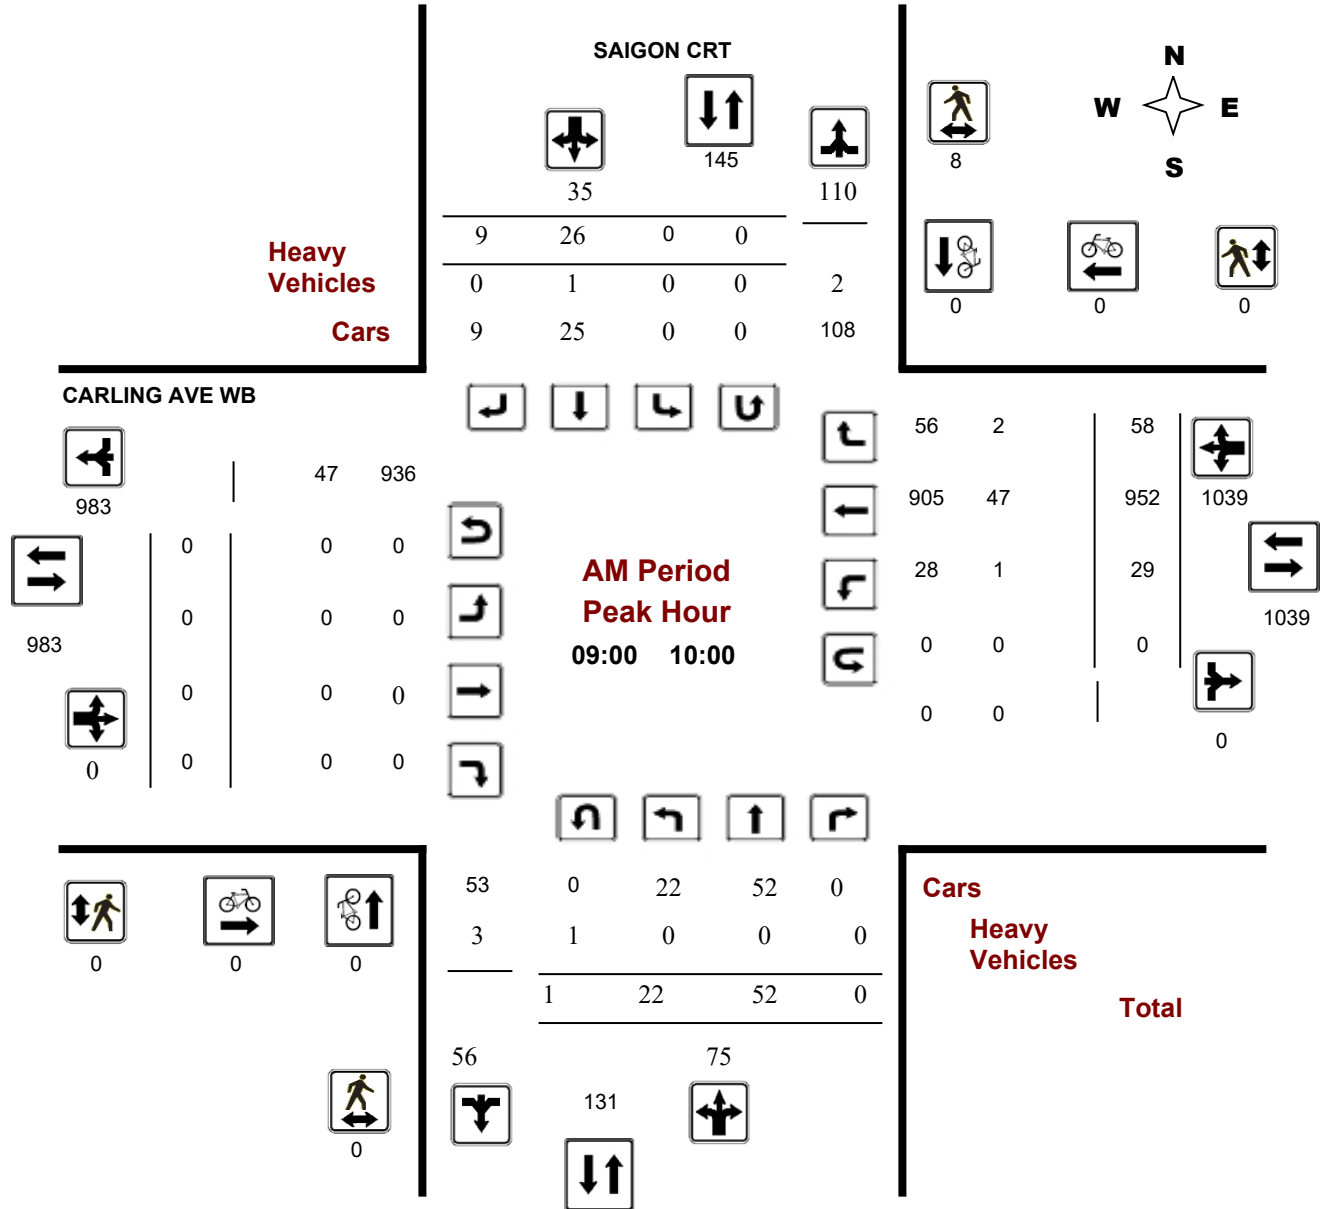 SAIGON CRT
N
W E
S
145
8
35
110
9 26 0 0
Heavy
Vehicles
0 1 0 0 2
0 0 0
Cars
9 25 0 0 108
CARLING AVE WB
56 2 58
47 936
983
905 47 952 1039
0 0 0
AM Period
28 1 29
Peak Hour
0 0 0
1039
983
09:00 10:00
0 0 0
0 0 0
0 0
0
0 0 0
0
53 0 22 52 0
Cars
3 1 0 0 0
Heavy
Vehicles
0 0 0
1 22 52 0
Total
56 75
131
0